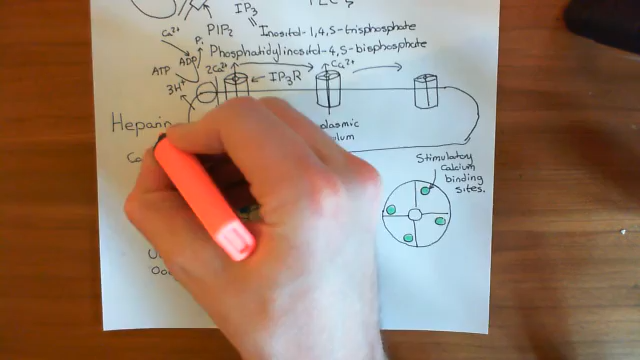 PLC
IP3
PIP2
Inositol-1,4,5-trisphosphate
Phosphatidylinositol-4,5-bisphosphate
Ca2+
Pi
ADP
ATP
3H+
2Ca2+
IP3R
Ca2+
Heparin
Stimulatory
calcium
binding
sites.